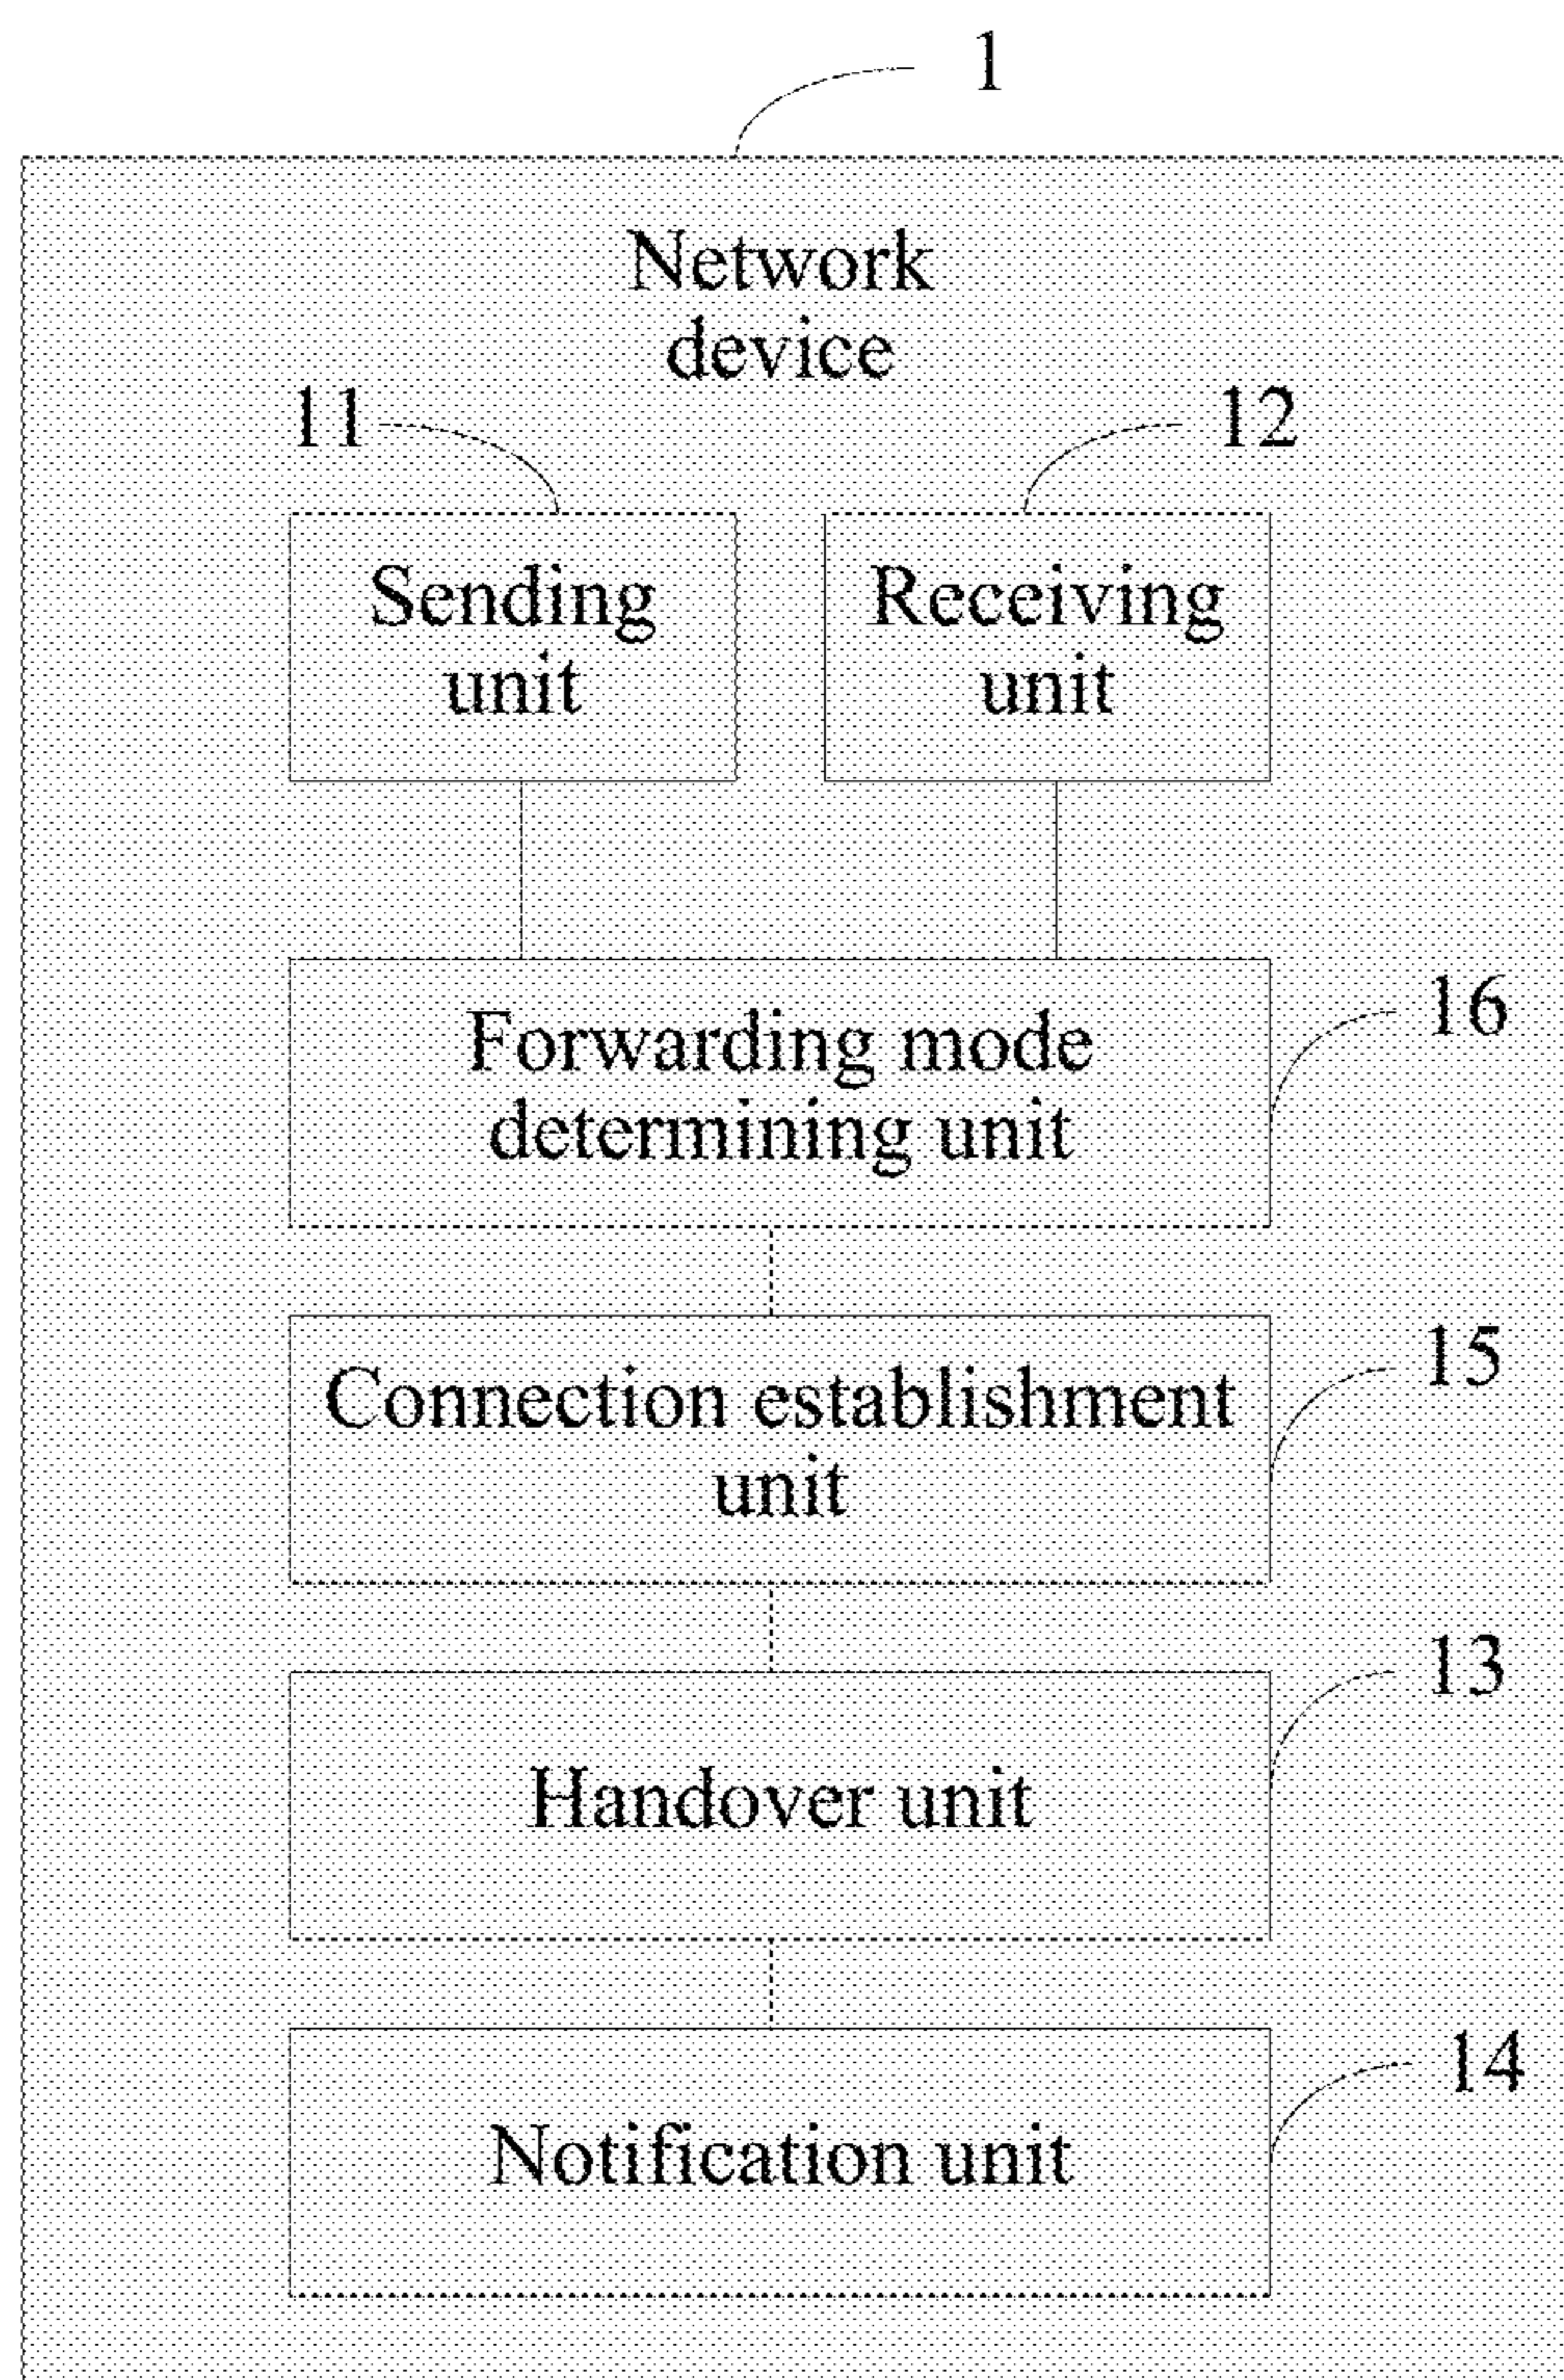 1
Network
device
11
12
Sending
unit
Receiving
unit
Forwarding mode
determining unit
16
Connection establishment
unit
15
Handover unit
13
Notification unit
14